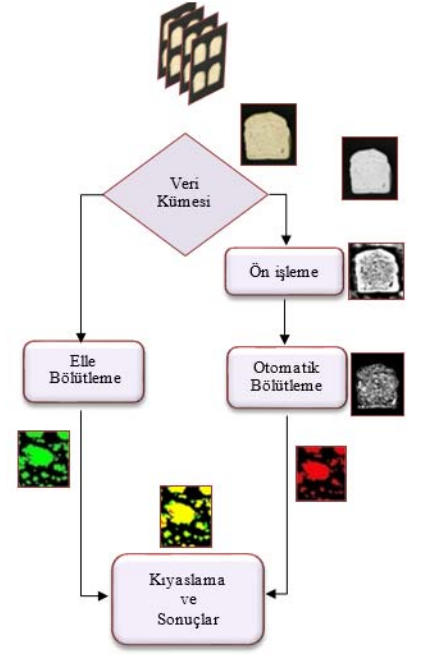 Veri
Kümesi
Ön işleme
Elle
Bölütleme
Otomatik
Bölütleme
Kıyaslama
ve
Sonuçlar